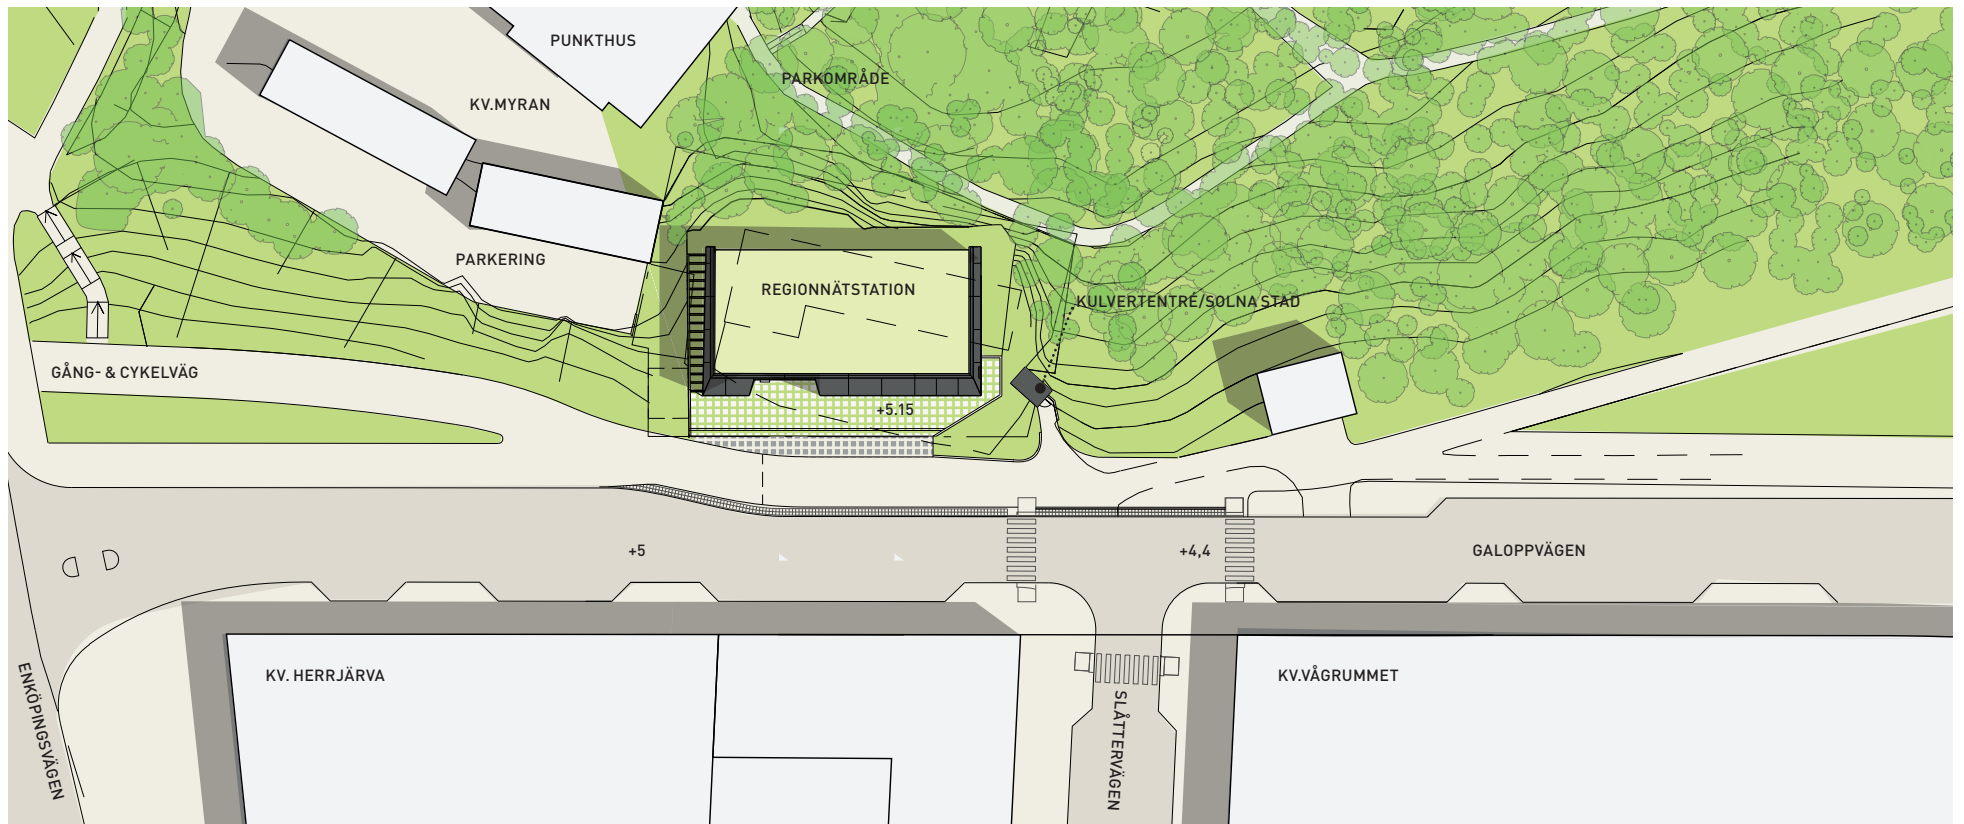 PUNKTHUS
PARKOMRÅDE
KV.MYRAN
PARKERING
REGIONNÄTSTATION
KULVERTENTRÉ/SOLNA STAD
GÅNG- & CYKELVÄG
+5.15
+5
+4,4
GALOPPVÄGEN
KV. HERRJÄRVA
KV.VÅGRUMMET
ENKÖPINGSVÄGEN
SLÅTTERVÄGEN